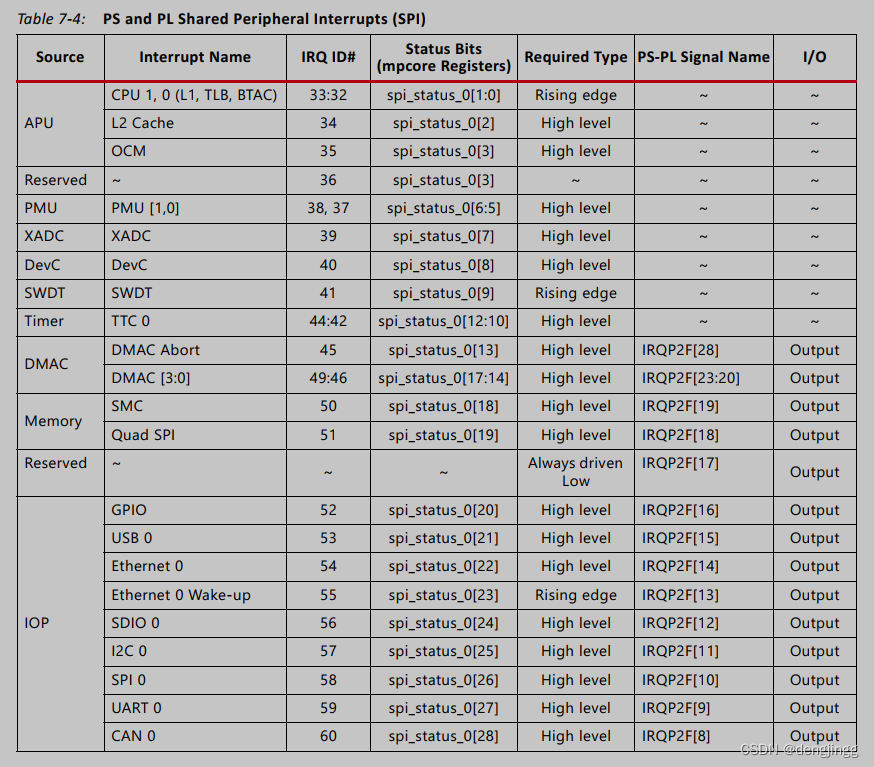 Table 7-4: PS and PL Shared Peripheral Interrupts (SPI)
Source Interrupt Name IRQ ID# Status Bits (mpcore Registers) Required Type PS-PL Signal Name I/O
APU CPU 1, 0 (L1, TLB, BTAC) 33:32 spi_status_0[1:0] Rising edge ~ ~
L2 Cache 34 spi_status_0[2] High level ~ ~
OCM 35 spi_status_0[3] High level ~ ~
Reserved ~ 36 spi_status_0[3] ~ ~ ~
PMU PMU [1,0] 38, 37 spi_status_0[6:5] High level ~ ~
XADC XADC 39 spi_status_0[7] High level ~ ~
DevC DevC 40 spi_status_0[8] High level ~ ~
SWDT SWDT 41 spi_status_0[9] Rising edge ~ ~
Timer TTC 0 44:42 spi_status_0[12:10] High level ~ ~
DMAC DMAC Abort 45 spi_status_0[13] High level IRQP2F[28] Output
DMAC [3:0] 49:46 spi_status_0[17:14] High level IRQP2F[23:20] Output
Memory SMC 50 spi_status_0[18] High level IRQP2F[19] Output
Quad SPI 51 spi_status_0[19] High level IRQP2F[18] Output
Reserved ~ ~ ~ Always driven Low IRQP2F[17] Output
IOP GPIO 52 spi_status_0[20] High level IRQP2F[16] Output
USB 0 53 spi_status_0[21] High level IRQP2F[15] Output
Ethernet 0 54 spi_status_0[22] High level IRQP2F[14] Output
Ethernet 0 Wake-up 55 spi_status_0[23] Rising edge IRQP2F[13] Output
SDIO 0 56 spi_status_0[24] High level IRQP2F[12] Output
I2C 0 57 spi_status_0[25] High level IRQP2F[11] Output
SPI 0 58 spi_status_0[26] High level IRQP2F[10] Output
UART 0 59 spi_status_0[27] High level IRQP2F[9] Output
CAN 0 60 spi_status_0[28] High level IRQP2F[8] Output
CSDN @dengjingg